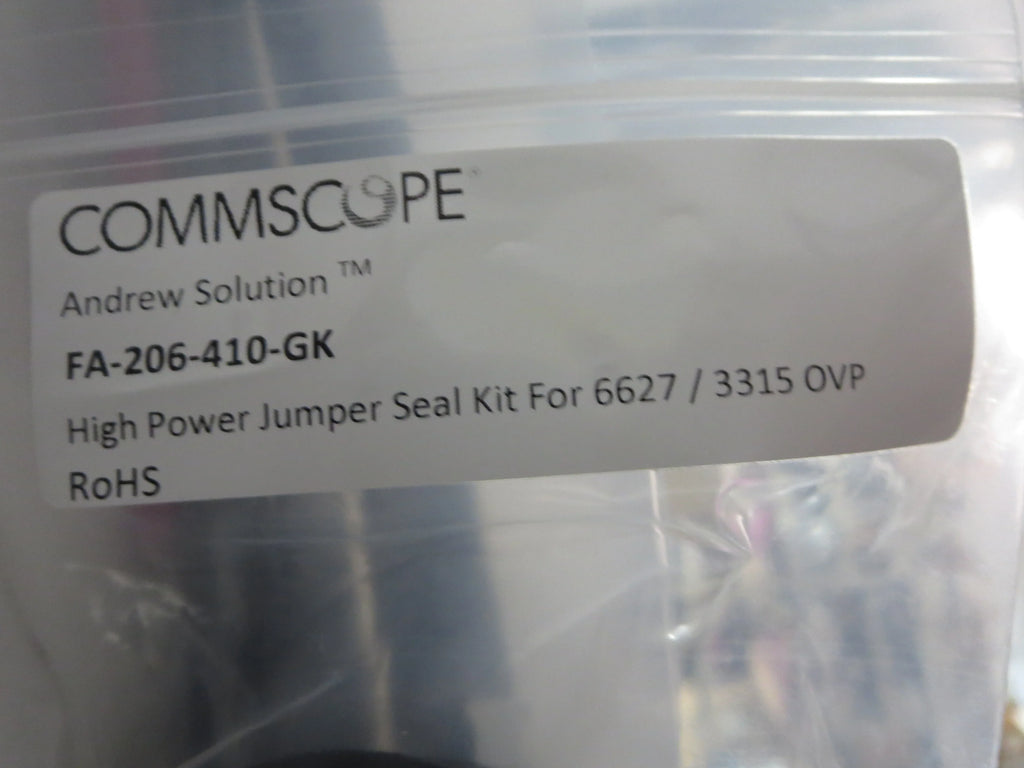 COMMSCOPE®
Andrew Solution ™
FA-206-410-GK
High Power Jumper Seal Kit For 6627 / 3315 OVP
RoHS